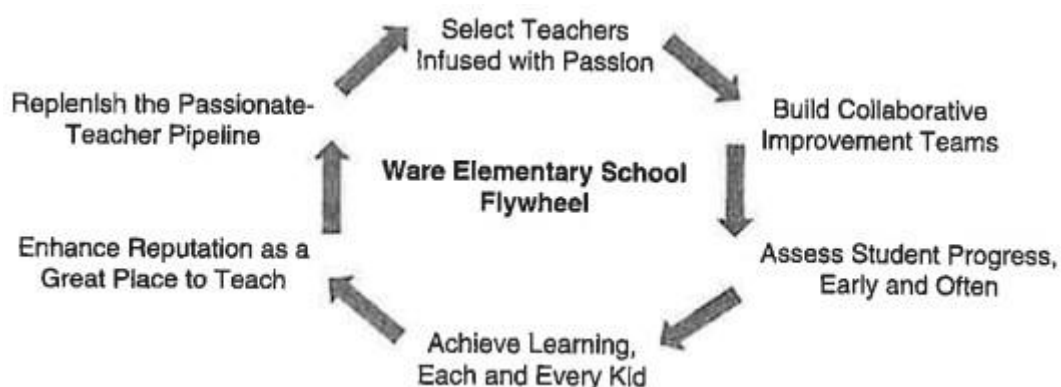 Select Teachers
Infused with Passion
Build Collaborative
Improvement Teams
Assess Student Progress,
Early and Often
Achieve Learning,
Each and Every Kid
Enhance Reputation as a
Great Place to Teach
Replenish the Passionate-
Teacher Pipeline
Ware Elementary School
Flywheel